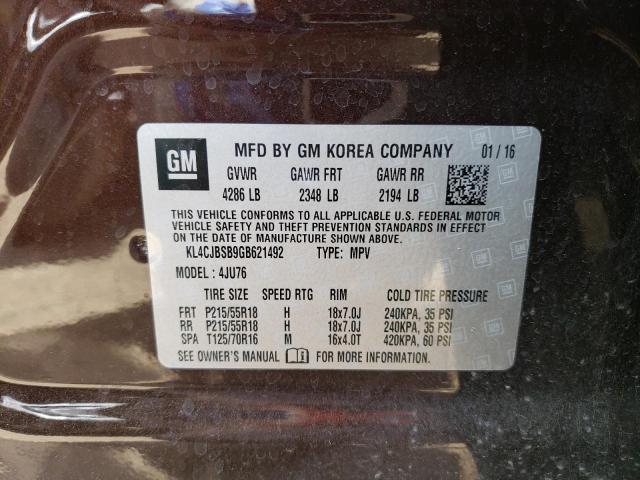 GM MFD BY GM KOREA COMPANY 01 / 16
GVWR GAWR FRT GAWR RR
4286 LB 2348 LB 2194 LB
THIS VEHICLE CONFORMS TO ALL APPLICABLE U.S. FEDERAL MOTOR
VEHICLE SAFETY AND THEFT PREVENTION STANDARDS IN EFFECT
ON THE DATE OF MANUFACTURE SHOWN ABOVE.
KL4CJBSB9GB621492 TYPE: MPV
MODEL : 4JU76
TIRE SIZE SPEED RTG RIM COLD TIRE PRESSURE
FRT P215/55R18 H 18x7.0J 240KPA, 35 PSI
RR P215/55R18 H 18x7.0J 240KPA, 35 PSI
SPA T125/70R16 M 16x4.0T 420KPA, 60 PSI
SEE OWNER'S MANUAL FOR MORE INFORMATION.